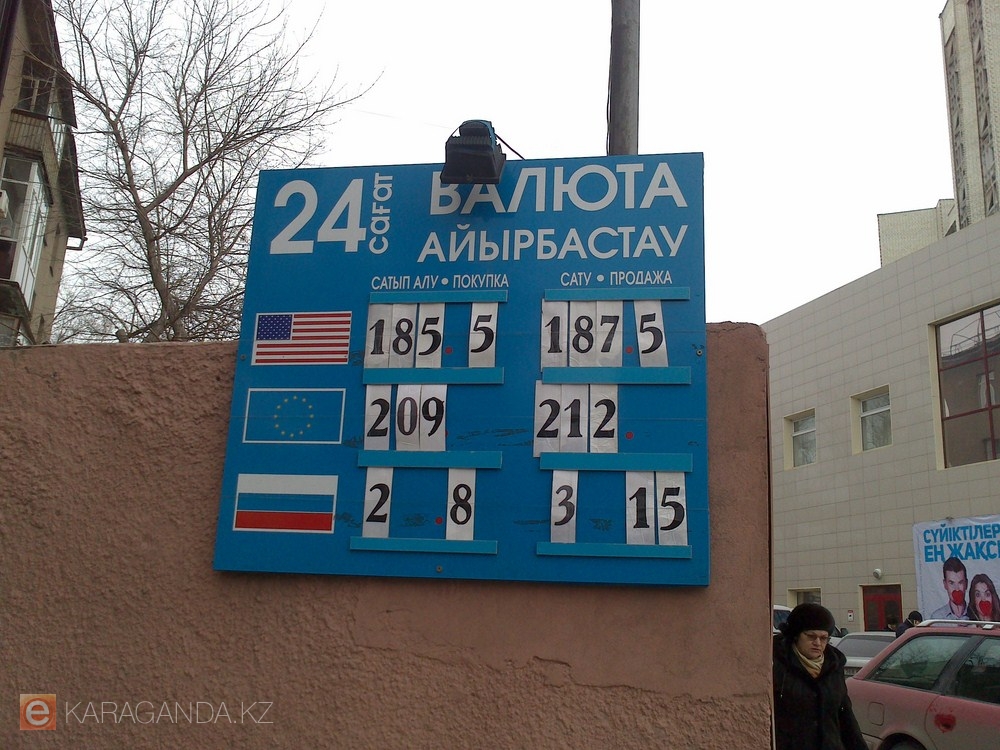 24 сағат
ВАЛЮТА
АЙЫРБАСТАУ
САТЫП АЛУ • ПОКУПКА
САТУ • ПРОДАЖА
185.5 187.5
209 212.
2.8 3 15
СҮЙІКТІЛЕР
ЕҢ ЖАҚС
e KARAGANDA.KZ